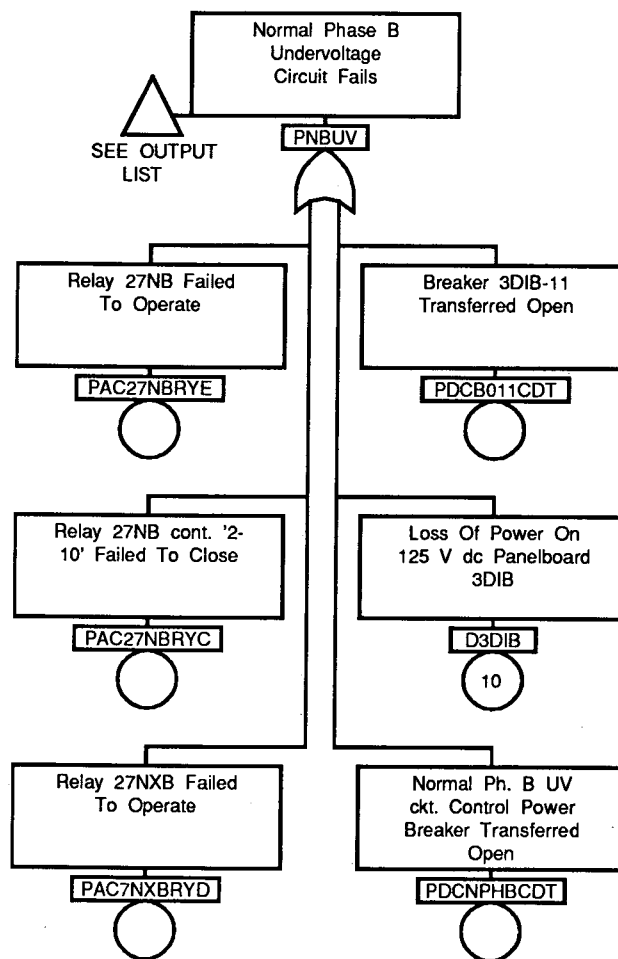 Normal Phase B
Undervoltage
Circuit Fails
SEE OUTPUT
LIST
PNBUV
Relay 27NB Failed
To Operate
PAC27NBRYE
Breaker 3DIB-11
Transferred Open
PDCB011CDT
Relay 27NB cont. '2-
10' Failed To Close
PAC27NBRYC
Loss Of Power On
125 V dc Panelboard
3DIB
D3DIB
10
Relay 27NXB Failed
To Operate
PAC7NXBRYD
Normal Ph. B UV
ckt. Control Power
Breaker Transferred
Open
PDCNPHBCDT